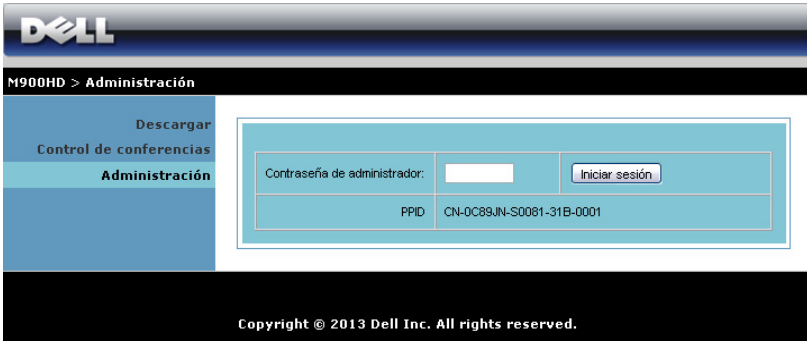 DELL
M900HD > Administración
Descargar
Control de conferencias
Administración
Contraseña de administrador:
Iniciar sesión
PPID
CN-0C89JN-S0081-31B-0001
Copyright © 2013 Dell Inc. All rights reserved.